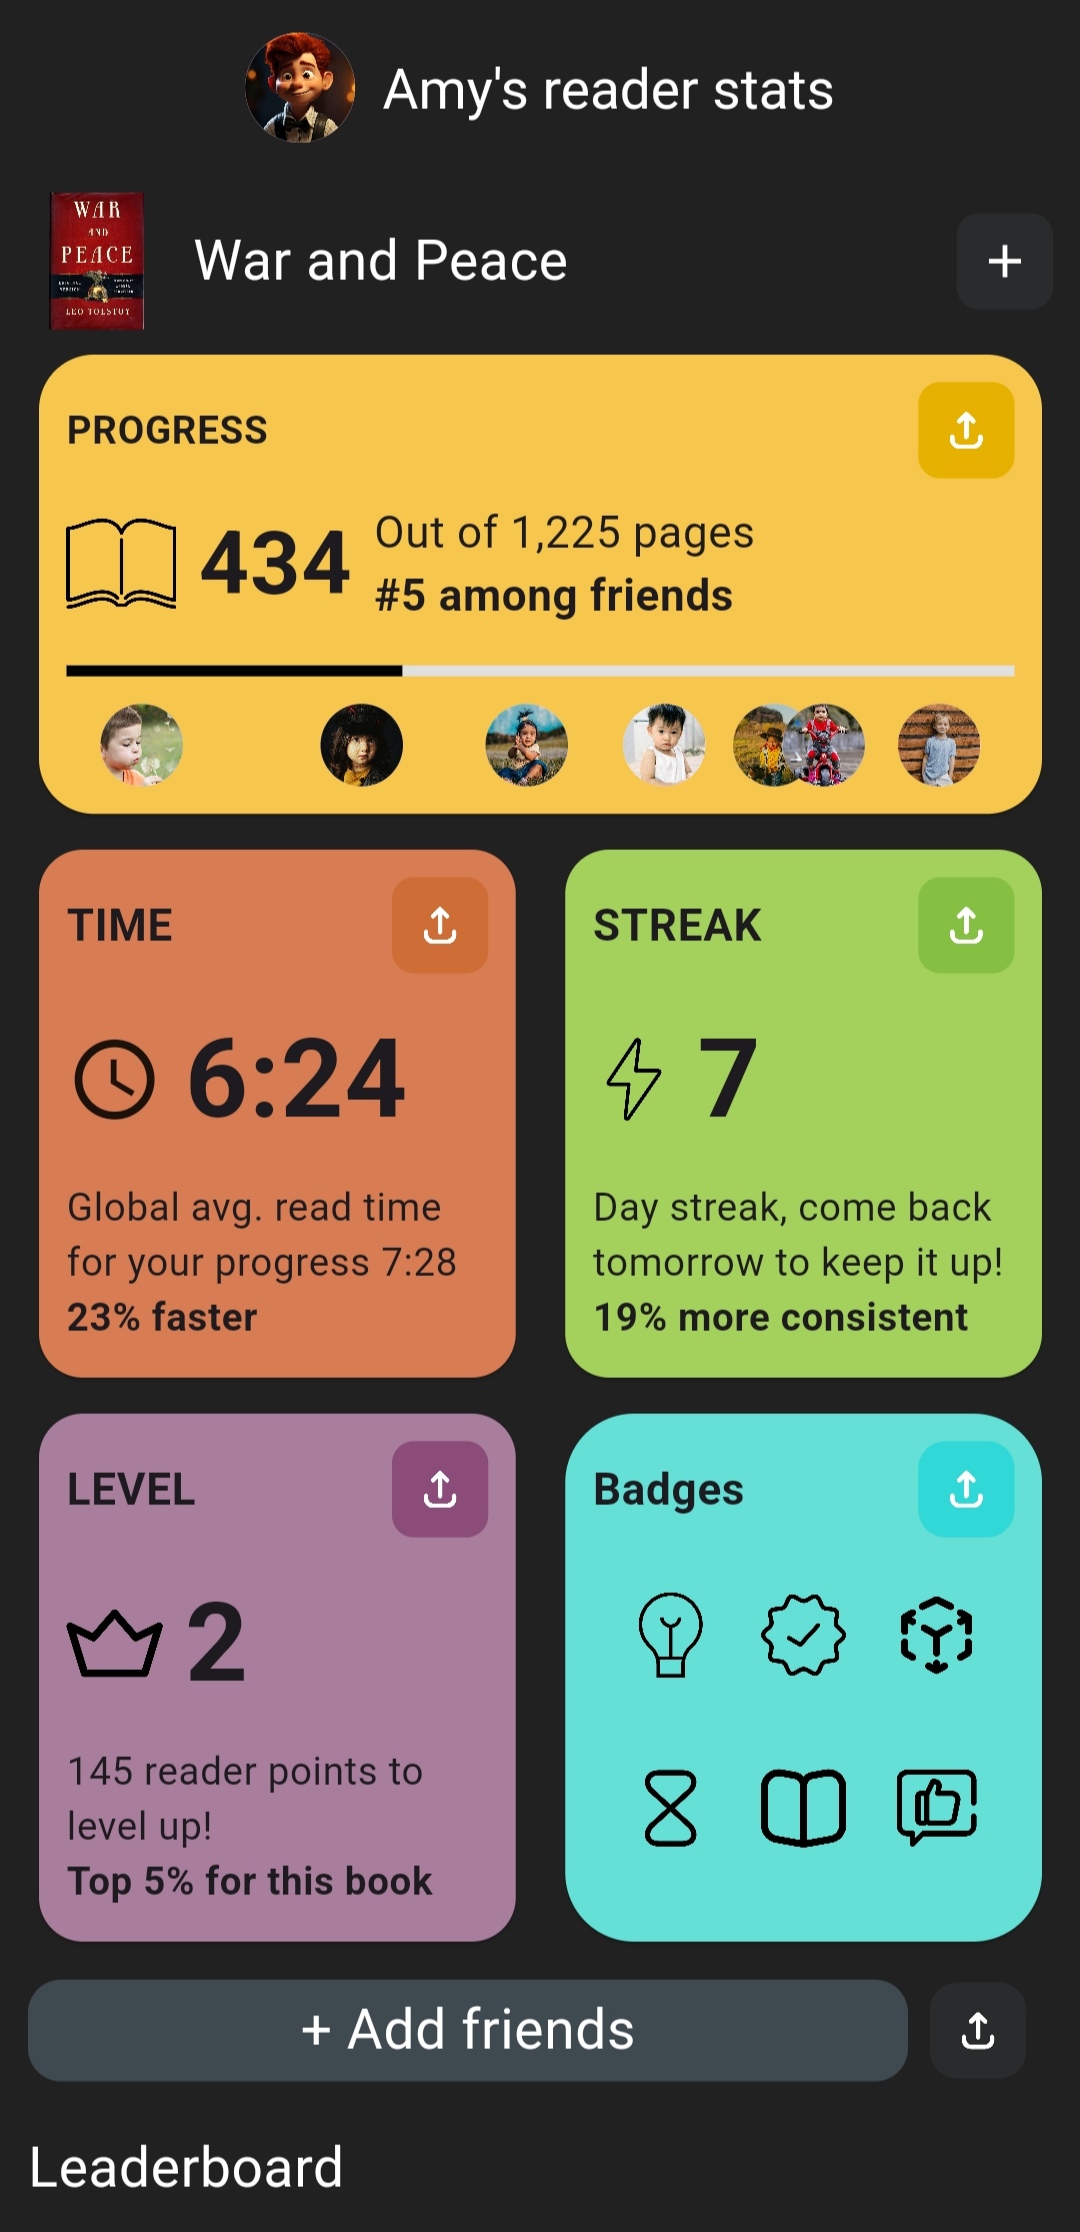 Amy's reader stats
WAR
AND
PEACE
LEO TOLSTOY
War and Peace
+
PROGRESS
434
Out of 1,225 pages
#5 among friends
TIME
6:24
Global avg. read time
for your progress 7:28
23% faster
STREAK
7
Day streak, come back
tomorrow to keep it up!
19% more consistent
LEVEL
2
145 reader points to
level up!
Top 5% for this book
Badges
+ Add friends
Leaderboard